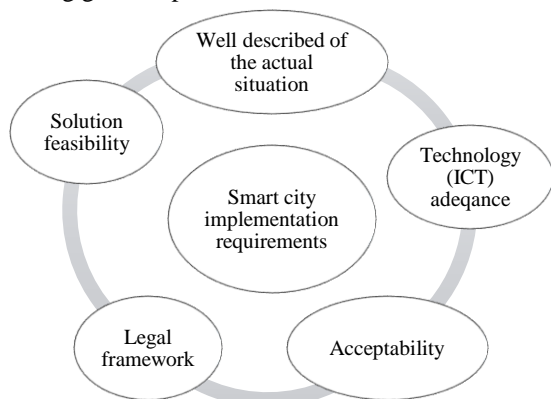 Well described of
the actual
situation
Solution
feasibility
Technology
(ICT)
adeqance
Smart city
implementation
requirements
Legal
framework
Acceptability